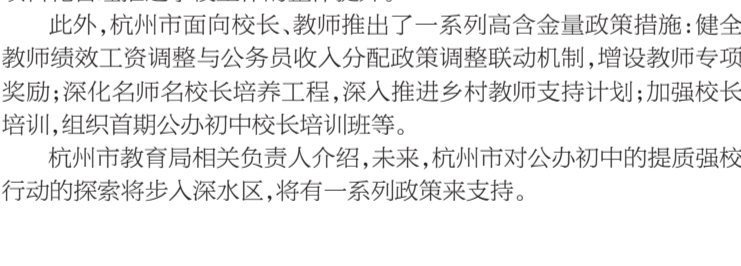 此外,杭州市面向校长、教师推出了一系列高含金量政策措施:健全
教师绩效工资调整与公务员收入分配政策调整联动机制,增设教师专项
奖励;深化名师名校长培养工程,深入推进乡村教师支持计划;加强校长
培训,组织首期公办初中校长培训班等。
杭州市教育局相关负责人介绍,未来,杭州市对公办初中的提质强校
行动的探索将步入深水区,将有一系列政策来支持。